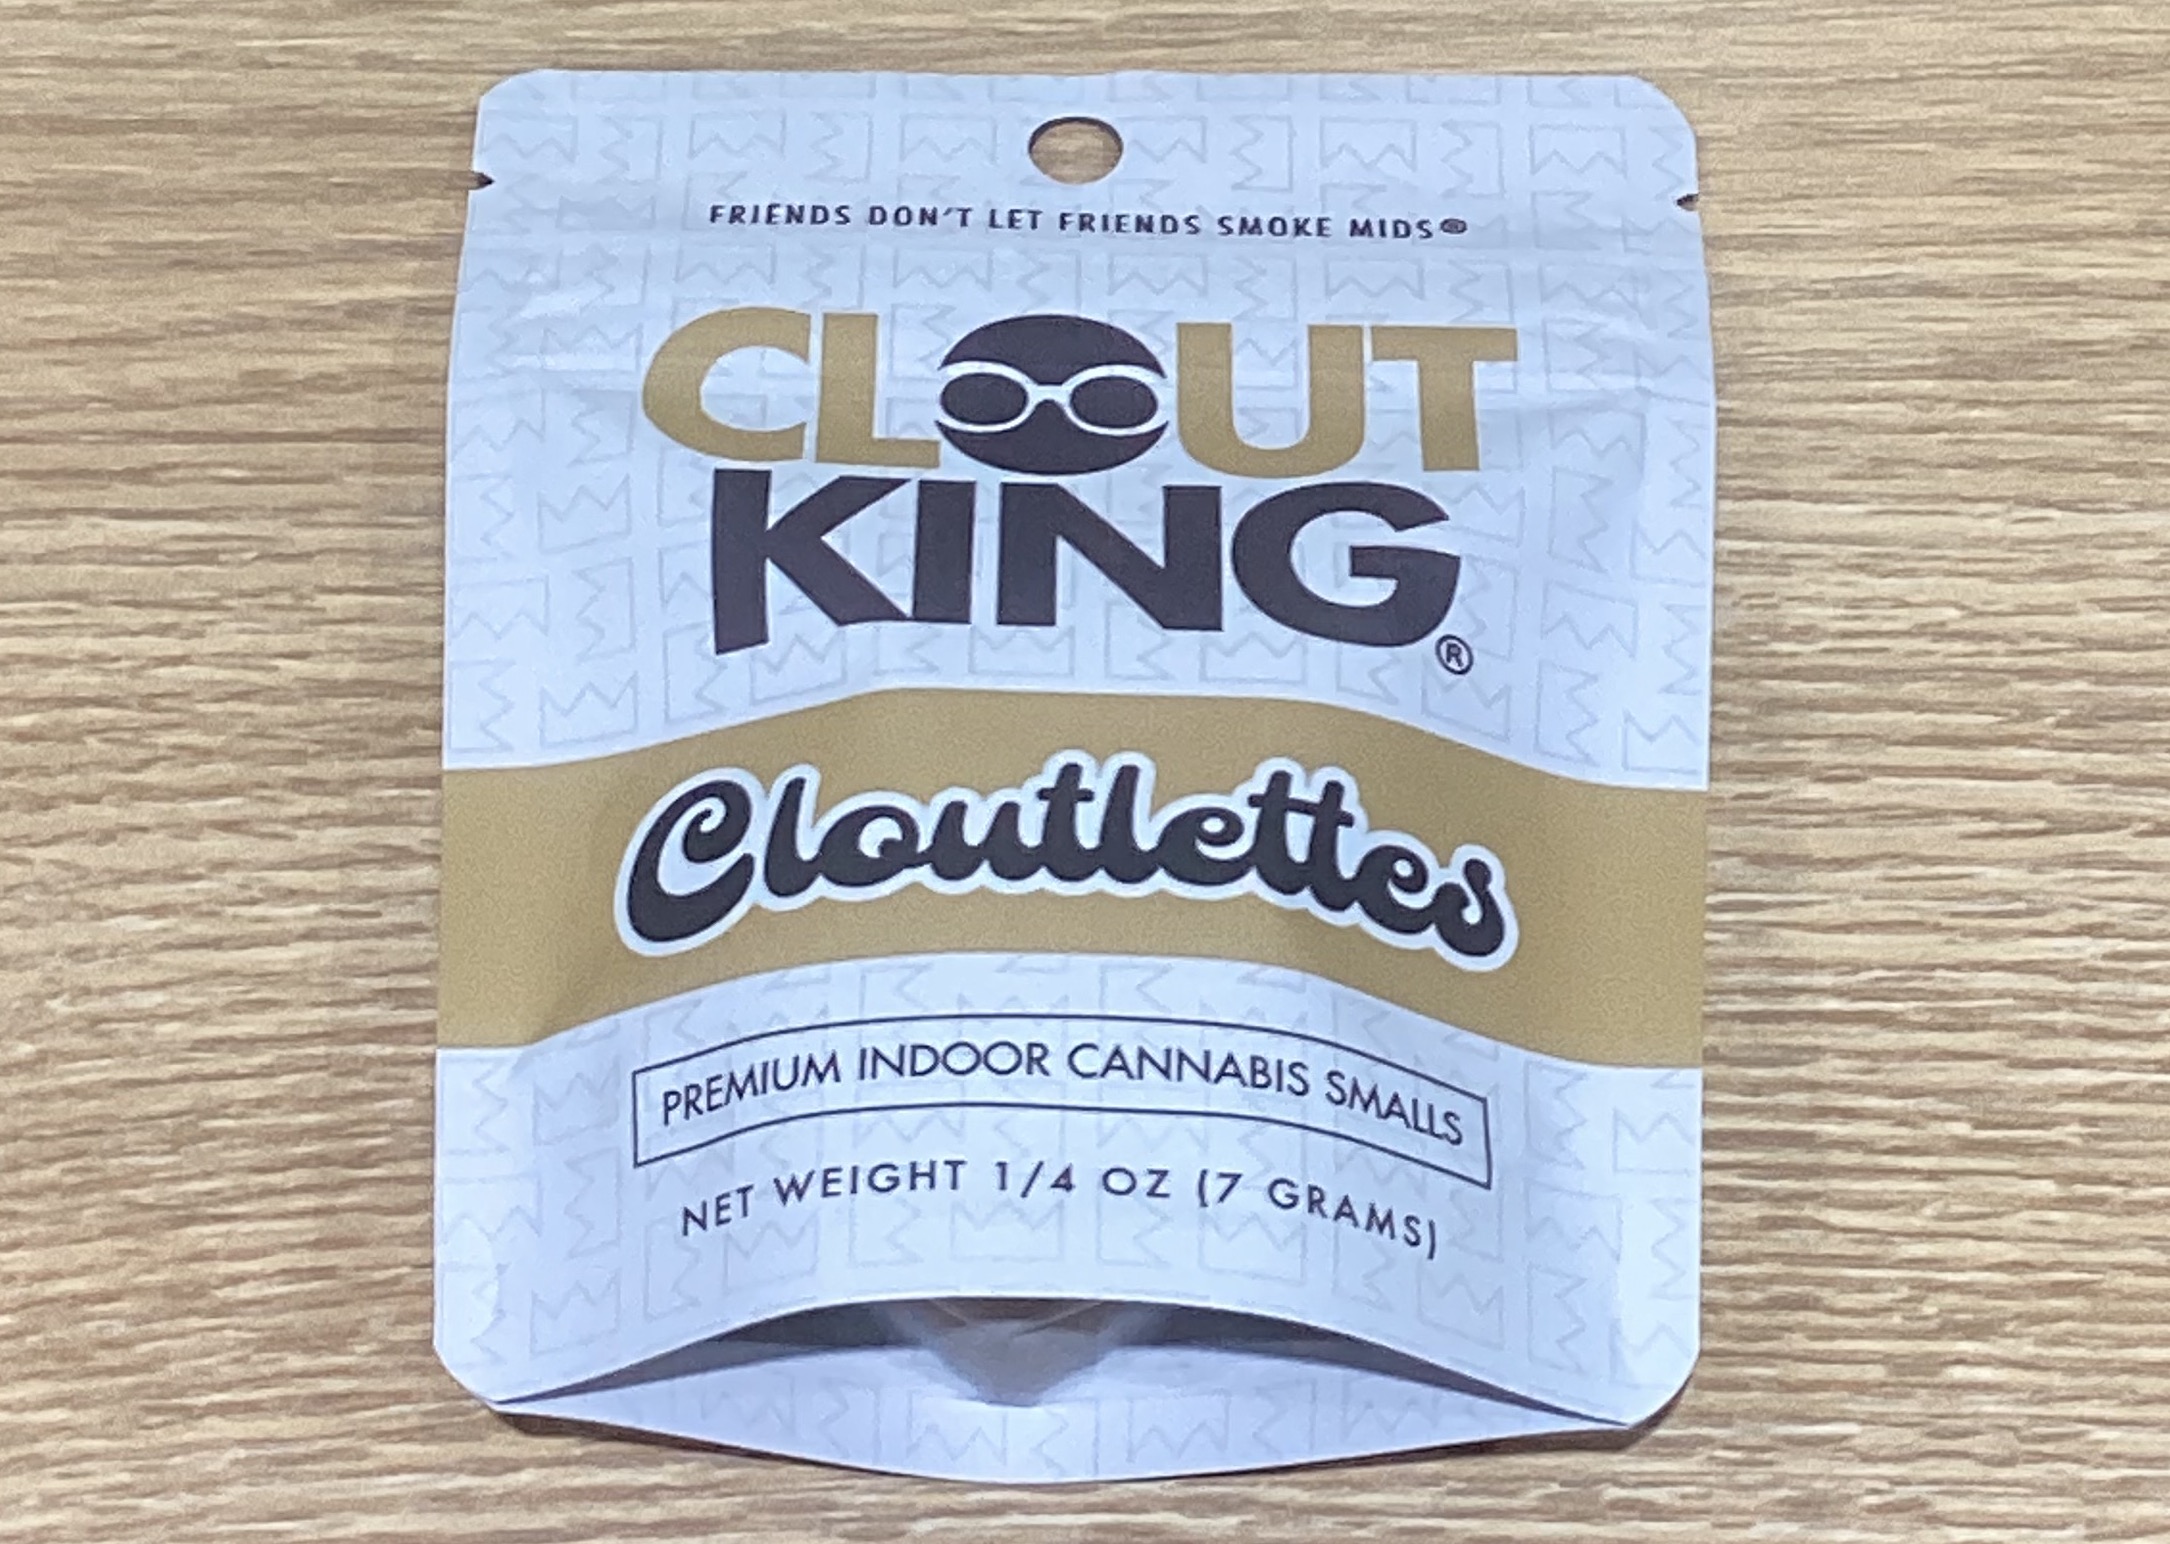 FRIENDS DON'T LET FRIENDS SMOKE MIDS®
CLOUT
KING®
Cloutlettes
PREMIUM INDOOR CANNABIS SMALLS
NET WEIGHT 1/4 OZ (7 GRAMS)